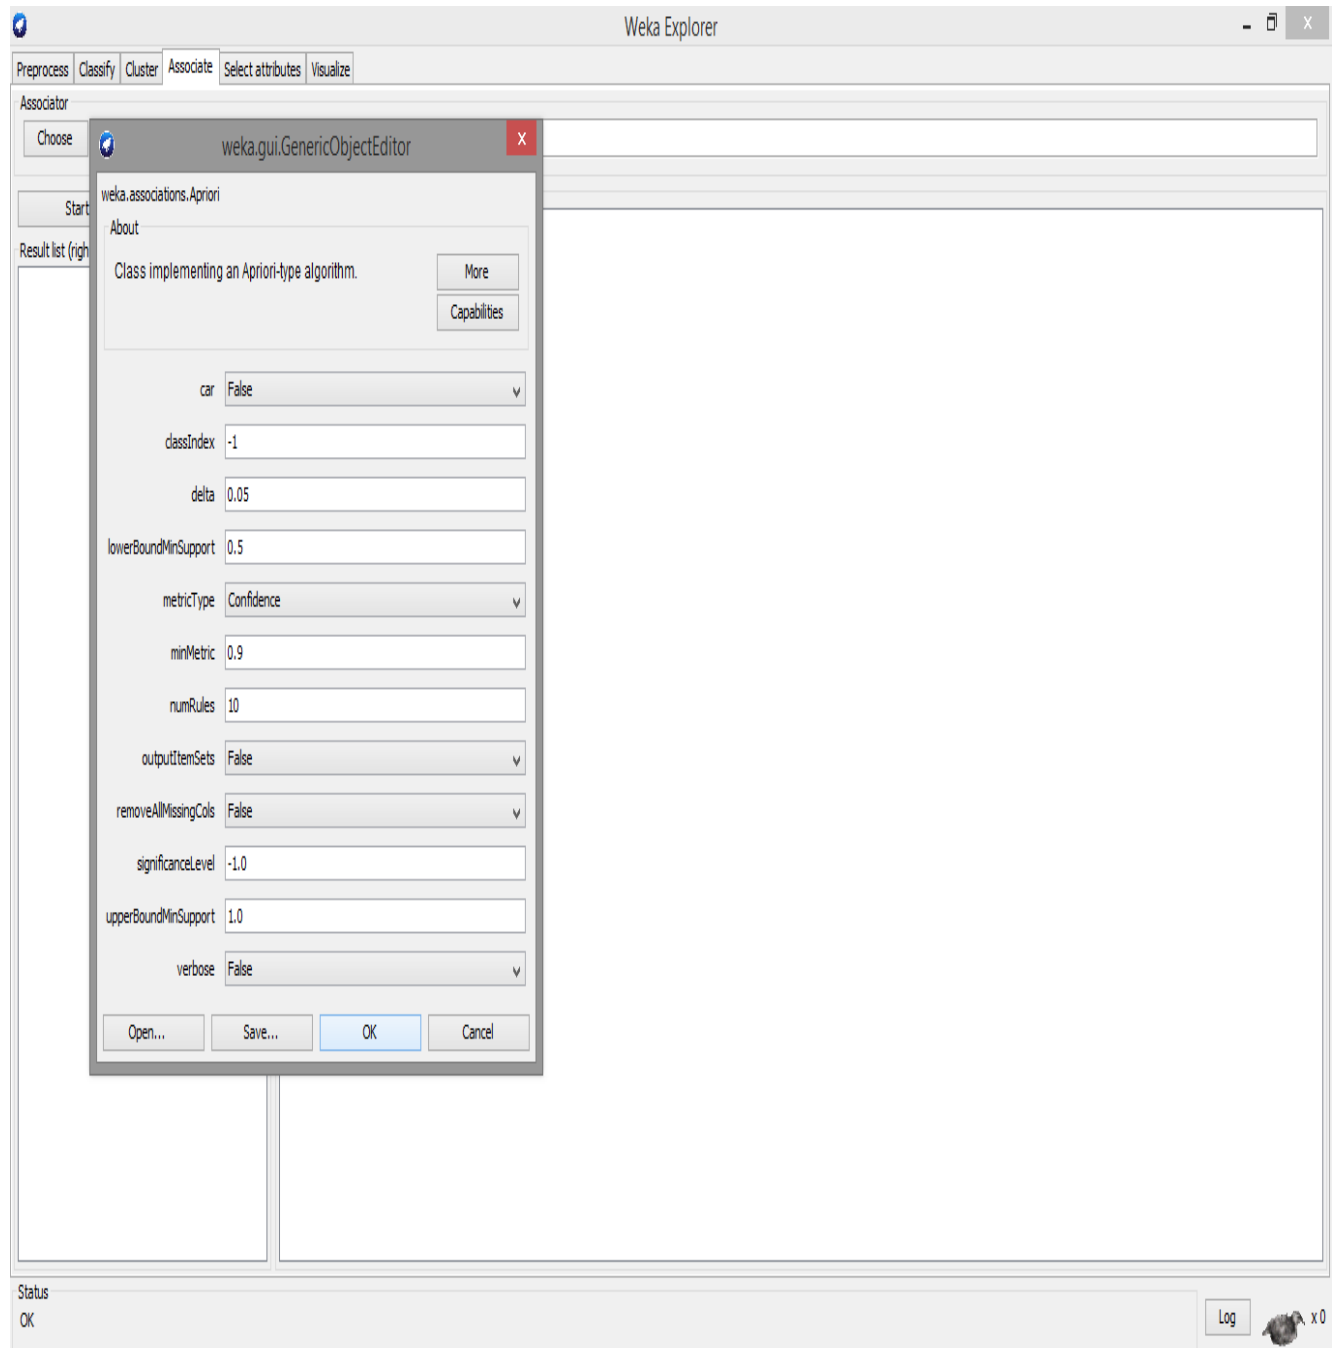 Weka Explorer
Preprocess Classify Cluster Associate Select attributes Visualize
Associator
Choose
weka.gui.GenericObjectEditor
weka.associations.Apriori
Start
About
Result list (righ
Class implementing an Apriori-type algorithm.
More
Capabilities
car False
classIndex -1
delta 0.05
lowerBoundMinSupport 0.5
metricType Confidence
minMetric 0.9
numRules 10
outputItemSets False
removeAllMissingCols False
significanceLevel -1.0
upperBoundMinSupport 1.0
verbose False
Open... Save... OK Cancel
Status
OK
Log x 0